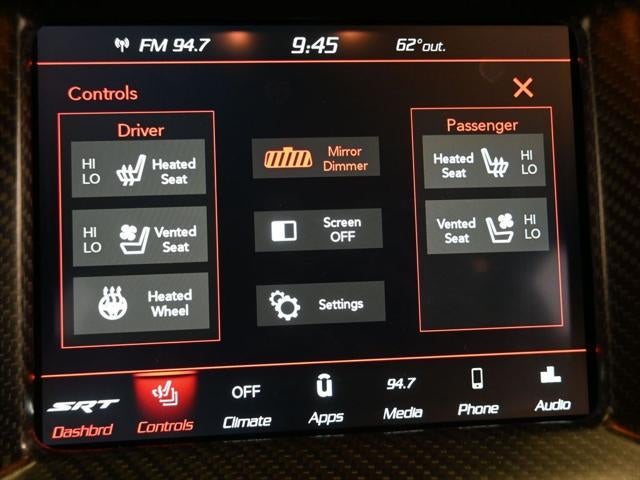 FM 94.7 9:45 62°out.
Controls
Driver
HI
LO
Heated
Seat
HI
LO
Vented
Seat
Heated
Wheel
Mirror
Dimmer
Screen
OFF
Settings
Passenger
Heated
Seat
HI
LO
Vented
Seat
HI
LO
SRT
Dashbrd
Controls
OFF
Climate
ū
Apps
94.7
Media
Phone
Audio